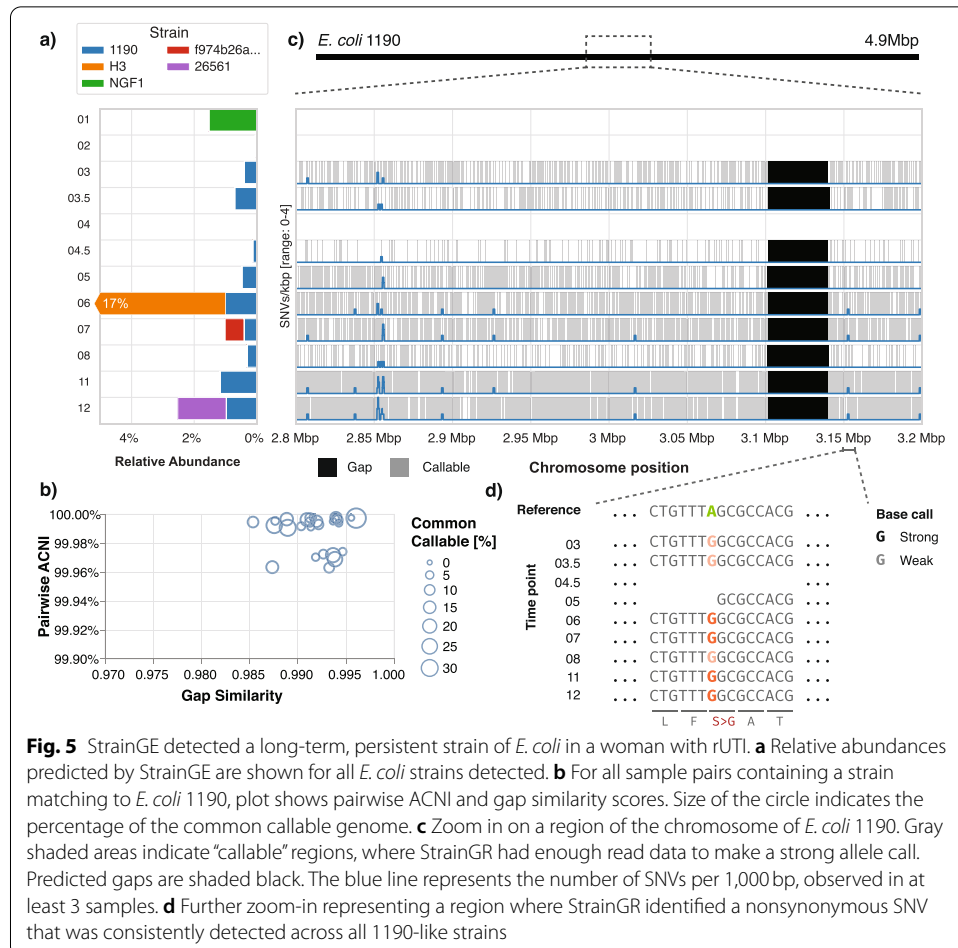 a)
Strain
1190
f974b26a...
H3
26561
NGF1
c)
E. coli 1190
4.9Mbp
01
02
03
03.5
04
04.5
05
06
17%
07
08
11
12
4%
2%
0%
Relative Abundance
SNVs/kbp [range: 0-4]
2.8 Mbp
2.85 Mbp
2.9 Mbp
2.95 Mbp
3 Mbp
3.05 Mbp
3.1 Mbp
3.15 Mbp
3.2 Mbp
Gap
Callable
Chromosome position
b)
100.00%
99.98%
99.96%
99.94%
99.92%
99.90%
Pairwise ACNI
0.970
0.975
0.980
0.985
0.990
0.995
1.000
Gap Similarity
Common
Callable [%]
0
5
10
15
20
25
30
d)
Reference
... CTGTTTAGCGCCACG ...
Time point
03 ... CTGTTTGGCGCCACG ...
03.5 ... CTGTTTGGCGCCACG ...
04.5 ... ...
05 ... GCGCCACG ...
06 ... CTGTTTGGCGCCACG ...
07 ... CTGTTTGGCGCCACG ...
08 ... CTGTTTGGCGCCACG ...
11 ... CTGTTTGGCGCCACG ...
12 ... CTGTTTGGCGCCACG ...
L F S>G A T
Base call
G Strong
G Weak
Fig. 5 StrainGE detected a long-term, persistent strain of E. coli in a woman with rUTI. a Relative abundances
predicted by StrainGE are shown for all E. coli strains detected. b For all sample pairs containing a strain
matching to E. coli 1190, plot shows pairwise ACNI and gap similarity scores. Size of the circle indicates the
percentage of the common callable genome. c Zoom in on a region of the chromosome of E. coli 1190. Gray
shaded areas indicate “callable” regions, where StrainGR had enough read data to make a strong allele call.
Predicted gaps are shaded black. The blue line represents the number of SNVs per 1,000 bp, observed in at
least 3 samples. d Further zoom-in representing a region where StrainGR identified a nonsynonymous SNV
that was consistently detected across all 1190-like strains